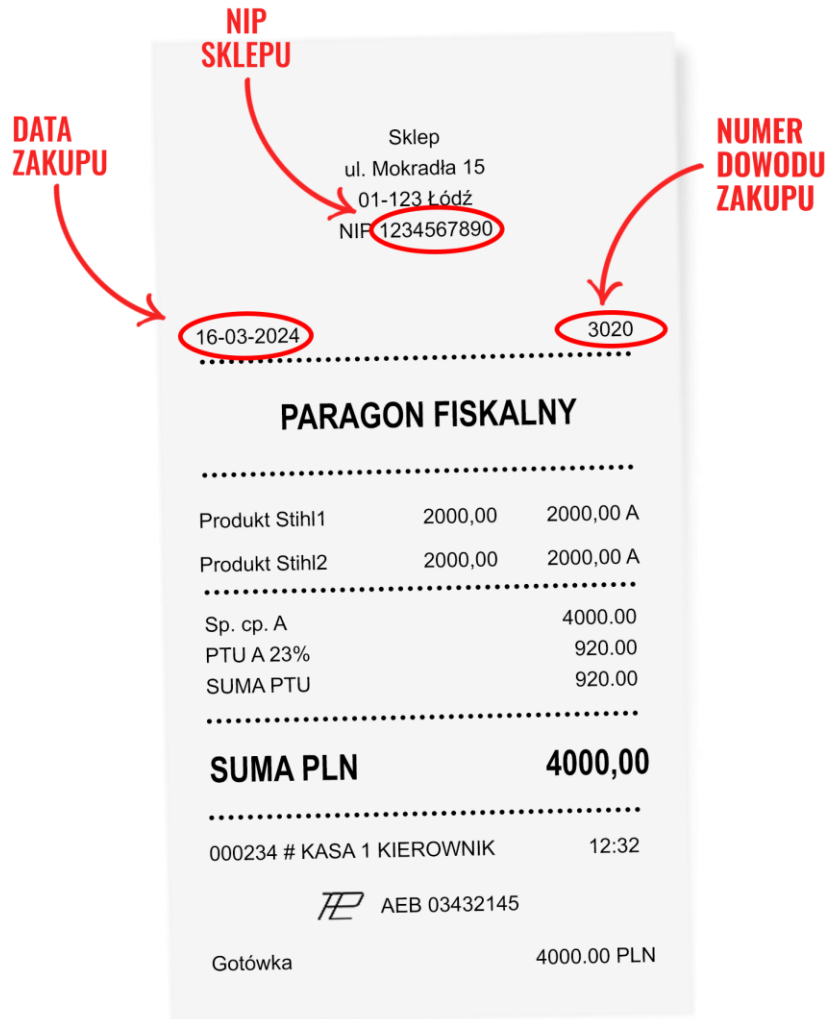 NIP
SKLEPU
DATA
ZAKUPU
NUMER
DOWODU
ZAKUPU
Sklep
ul. Mokradła 15
01-123 Łódź
NIP 1234567890
16-03-2024 3020
PARAGON FISKALNY
Produkt Stihl1 2000,00 2000,00 A
Produkt Stihl2 2000,00 2000,00 A
Sp. cp. A 4000.00
PTU A 23% 920.00
SUMA PTU 920.00
SUMA PLN 4000,00
000234 # KASA 1 KIEROWNIK 12:32
AEB 03432145
Gotówka 4000.00 PLN